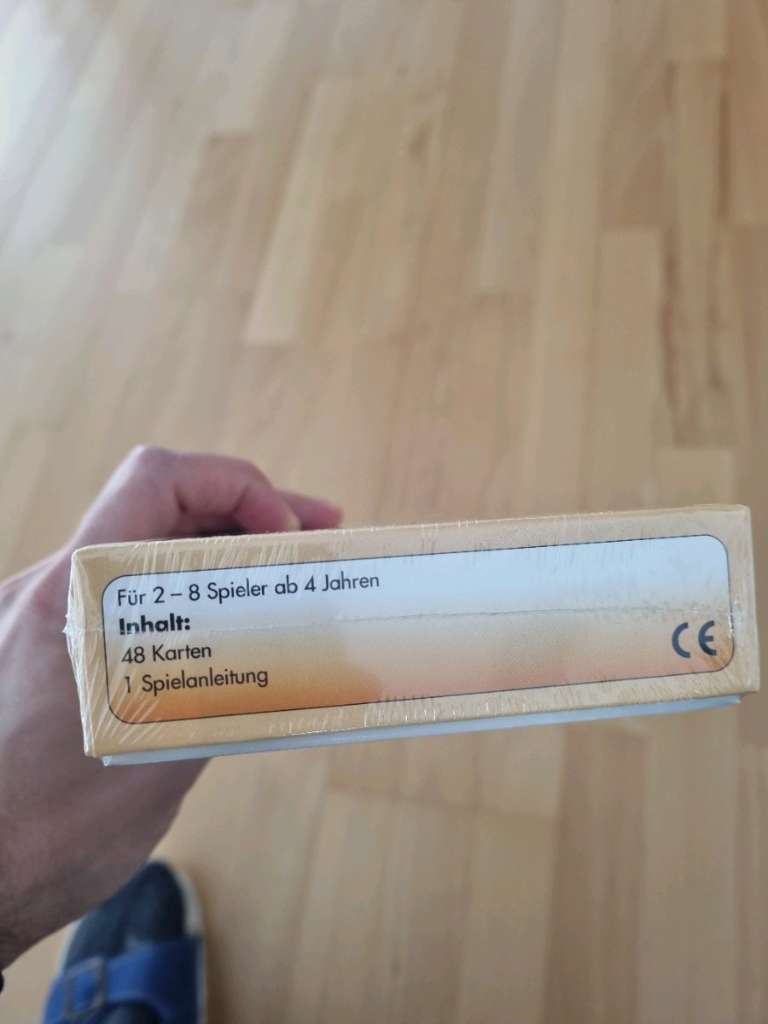 Für 2 – 8 Spieler ab 4 Jahren
Inhalt:
48 Karten
1 Spielanleitung
CE